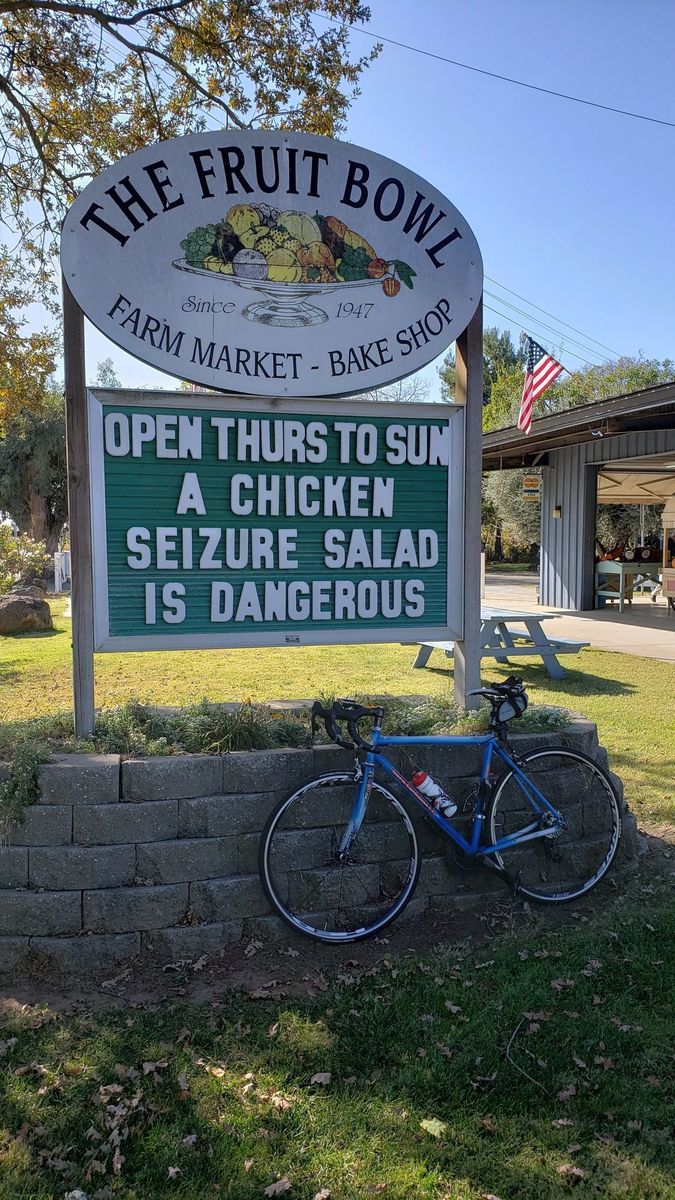 THE FRUIT BOWL
Since 1947
FARM MARKET - BAKE SHOP
OPEN THURS TO SUN
A CHICKEN
SEIZURE SALAD
IS DANGEROUS